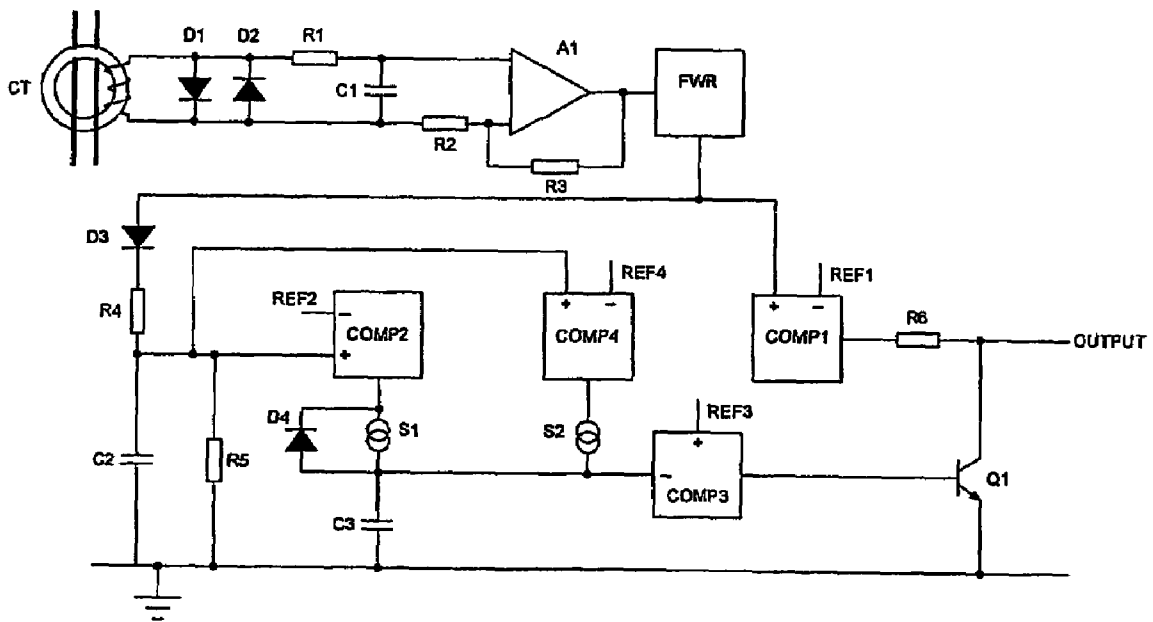 D1
D2
R1
A1
CT
C1
FWR
R2
R3
D3
R4
REF2
COMP2
REF4
COMP4
REF1
COMP1
R6
OUTPUT
D4
S1
S2
REF3
COMP3
Q1
C2
R5
C3
+
−
+
−
+
−
+
−